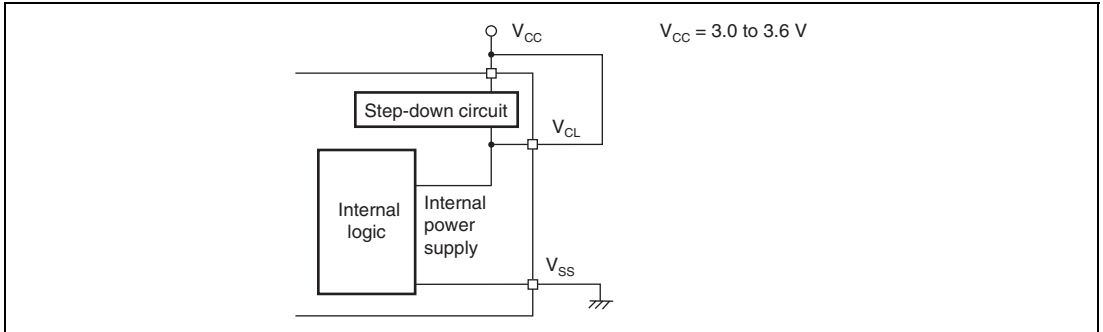 V_CC
V_CC = 3.0 to 3.6 V
Step-down circuit
V_CL
Internal
logic
Internal
power
supply
V_SS